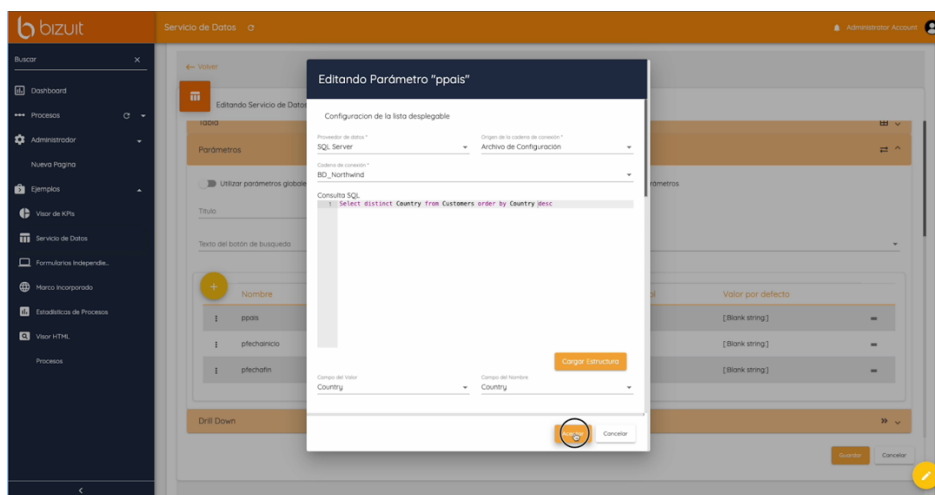 bizuit
Servicio de Datos
Administrator Account
Buscar
Dashboard
Procesos
Administrador
Nueva Pagina
Ejemplos
Visor de KPIs
Servicio de Datos
Formularios Independie...
Marco Incorporado
Estadísticas de Procesos
Visor HTML
Procesos
← Volver
Editando Servicio de Datos
Tabla
Parámetros
Utilizar parámetros globale
Título
Texto del botón de busqueda
Nombre
Valor por defecto
ppais
[Blank string:]
pfechainicio
[Blank string:]
pfechafin
[Blank string:]
Drill Down
Guardar
Cancelar
Editando Parámetro "ppais"
Configuracion de la lista desplegable
Proveedor de datos *
SQL Server
Origen de la cadena de conexión *
Archivo de Configuración
Cadena de conexión *
BD_Northwind
Consulta SQL
1 Select distinct Country from Customers order by Country desc
Cargar Estructura
Campo del Valor
Country
Campo del Nombre
Country
Cancelar